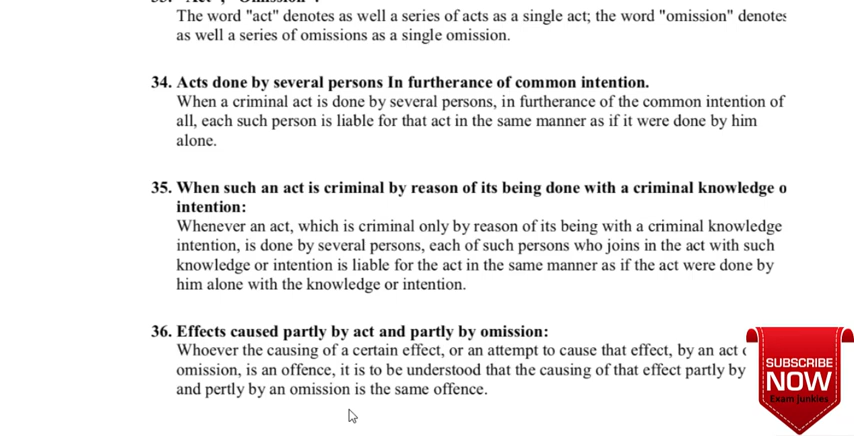 The word "act" denotes as well a series of acts as a single act; the word "omission" denotes
as well a series of omissions as a single omission.
34. Acts done by several persons In furtherance of common intention.
When a criminal act is done by several persons, in furtherance of the common intention of
all, each such person is liable for that act in the same manner as if it were done by him
alone.
35. When such an act is criminal by reason of its being done with a criminal knowledge o
intention:
Whenever an act, which is criminal only by reason of its being with a criminal knowledge
intention, is done by several persons, each of such persons who joins in the act with such
knowledge or intention is liable for the act in the same manner as if the act were done by
him alone with the knowledge or intention.
36. Effects caused partly by act and partly by omission:
Whoever the causing of a certain effect, or an attempt to cause that effect, by an act
omission, is an offence, it is to be understood that the causing of that effect partly by
and pertly by an omission is the same offence.
SUBSCRIBE
NOW
Exam Junkies